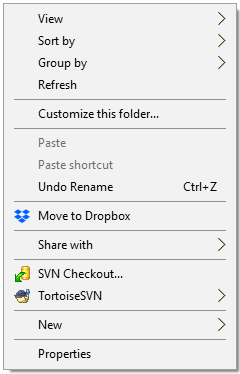 View
Sort by
Group by
Refresh
Customize this folder...
Paste
Paste shortcut
Undo Rename Ctrl+Z
Move to Dropbox
Share with
SVN Checkout...
TortoiseSVN
New
Properties